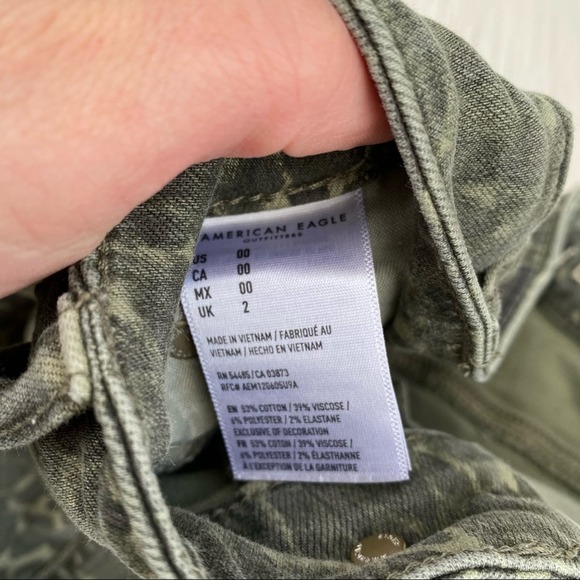 AMERICAN EAGLE
OUTFITTERS
US 00
CA 00
MX 00
UK 2
MADE IN VIETNAM / FABRIQUÉ AU
VIETNAM / HECHO EN VIETNAM
RN 54485 / CA 03873
RFC# AEM120605U9A
EN: 53% COTTON / 39% VISCOSE /
6% POLYESTER / 2% ELASTANE
EXCLUSIVE OF DECORATION
FR: 53% COTON / 39% VISCOSE /
6% POLYESTER / 2% ÉLASTHANNE
À L'EXCEPTION DE LA GARNITURE